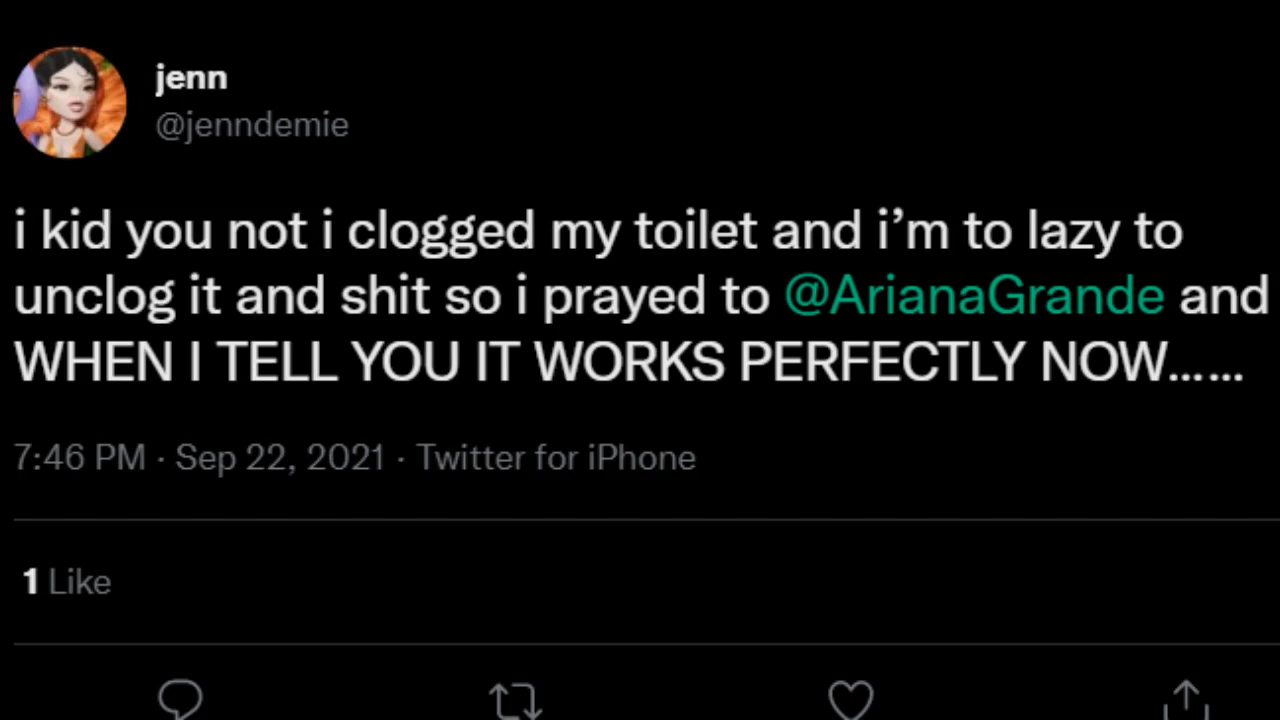 jenn
@jenndemie
i kid you not i clogged my toilet and i’m to lazy to
unclog it and shit so i prayed to @ArianaGrande and
WHEN I TELL YOU IT WORKS PERFECTLY NOW……
7:46 PM · Sep 22, 2021 · Twitter for iPhone
1 Like